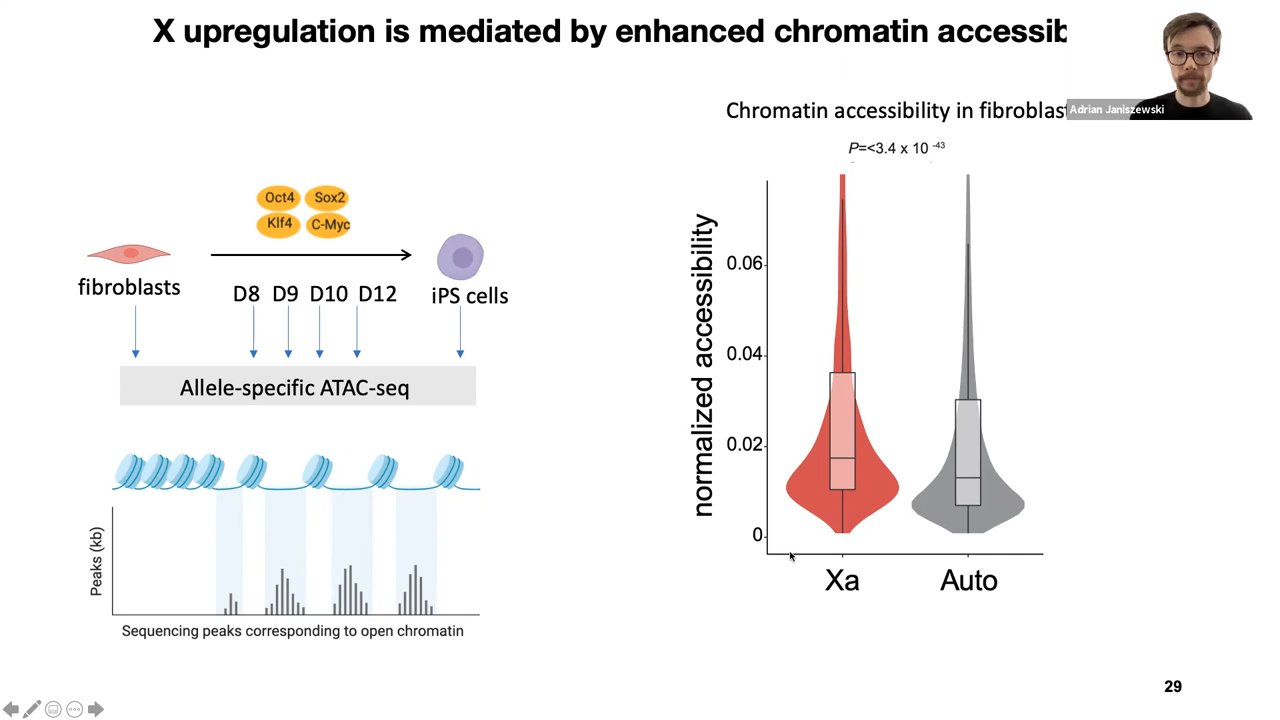 X upregulation is mediated by enhanced chromatin accessib
Adrian Janiszewski
Chromatin accessibility in fibroblast
P=<3.4 x 10 -43
Oct4 Sox2
Klf4 C-Myc
fibroblasts
D8 D9 D10 D12
iPS cells
Allele-specific ATAC-seq
Peaks (kb)
Sequencing peaks corresponding to open chromatin
normalized accessibility
0.06
0.04
0.02
0
Xa Auto
29